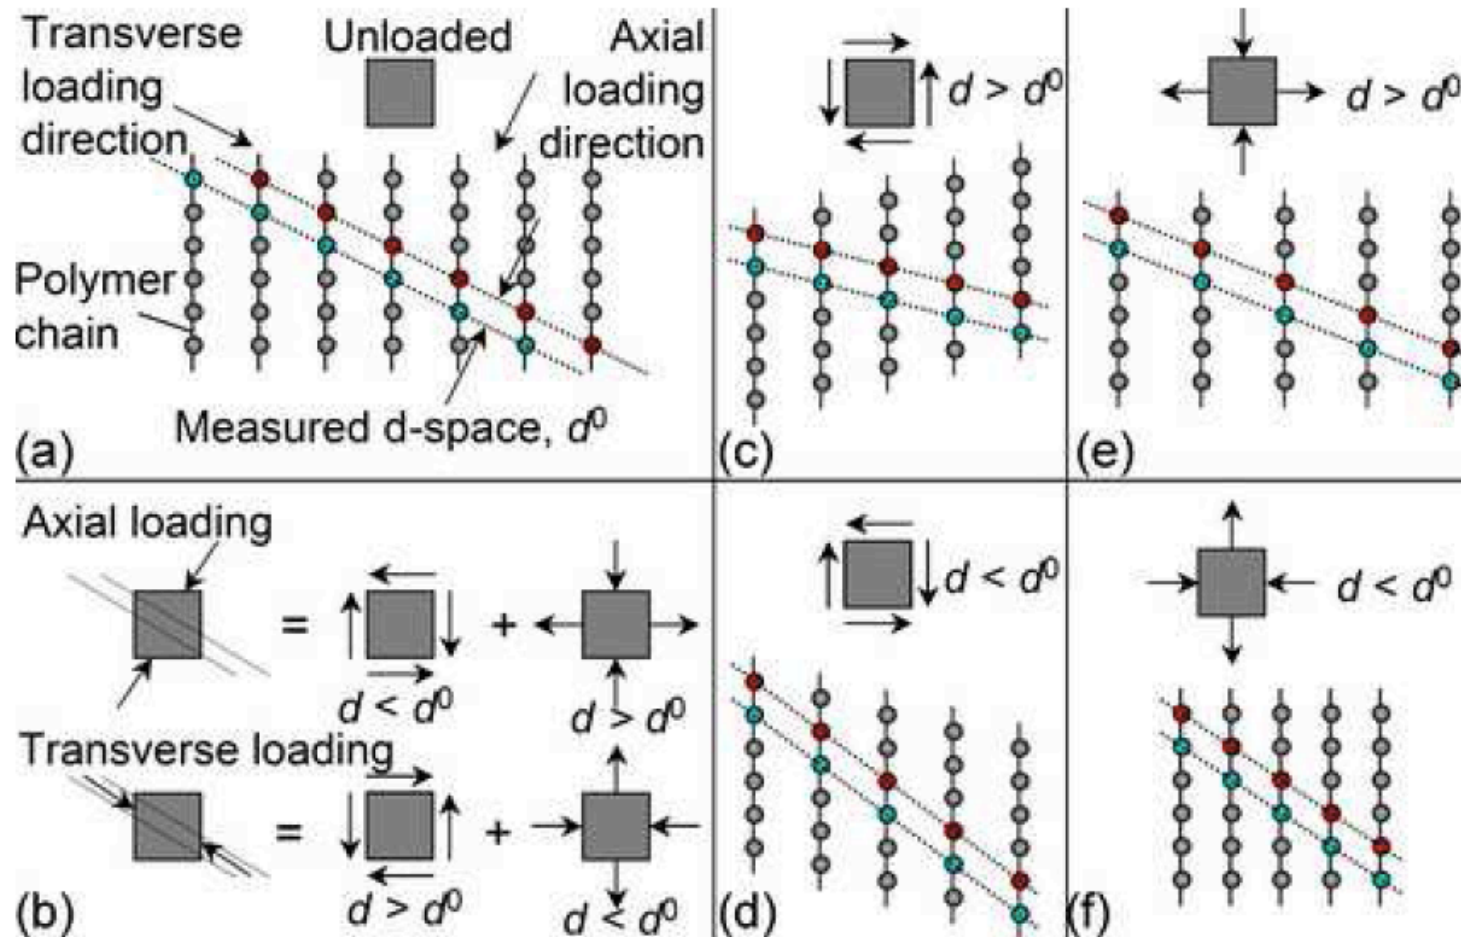 Transverse
loading
direction
Unloaded
Axial
loading
direction
Polymer
chain
Measured d-space, d⁰
(a)
Axial loading
=
+
d < d⁰
d > d⁰
Transverse loading
=
+
d > d⁰
d < d⁰
(b)
d > d⁰
(c)
d < d⁰
(d)
d > d⁰
(e)
d < d⁰
(f)